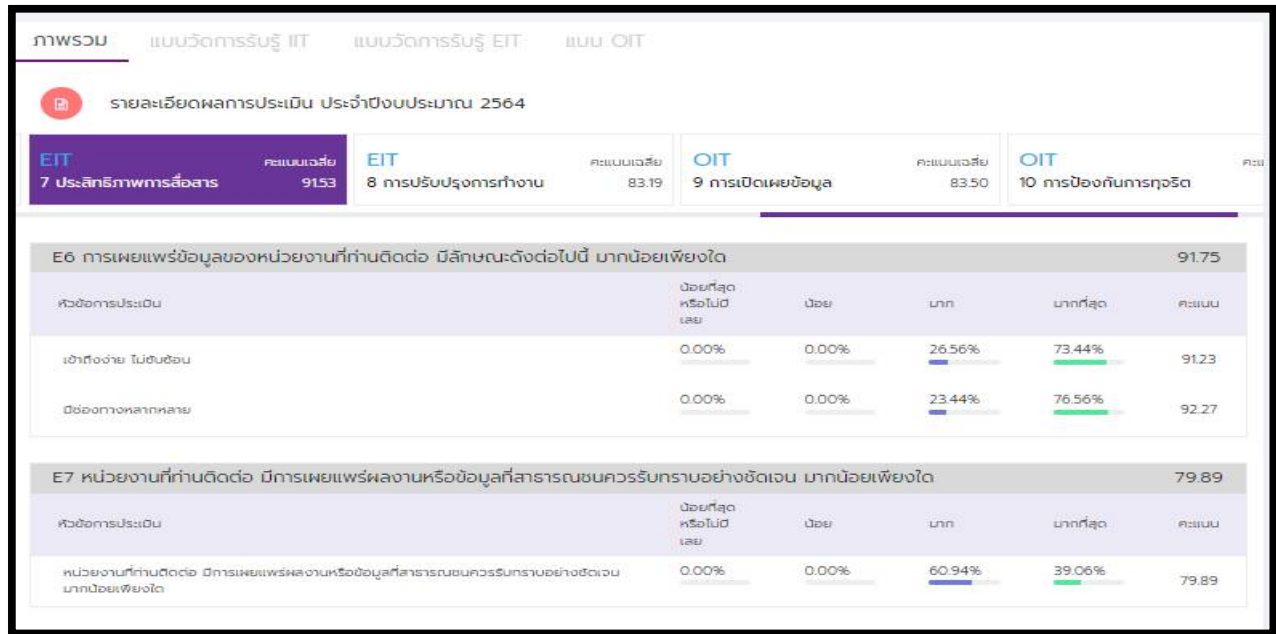 ภาพรวม แบบวัดการรับรู้ IIT แบบวัดการรับรู้ EIT แบบ OIT
รายละเอียดผลการประเมิน ประจำปีงบประมาณ 2564
EIT คะแนนเฉลี่ย EIT คะแนนเฉลี่ย OIT คะแนนเฉลี่ย OIT
7 ประสิทธิภาพการสื่อสาร 91.53 8 การปรับปรุงการทำงาน 83.19 9 การเปิดเผยข้อมูล 83.50 10 การป้องกันการทุจริต
E6 การเผยแพร่ข้อมูลของหน่วยงานที่ท่านติดต่อ มีลักษณะดังต่อไปนี้ มากน้อยเพียงใด 91.75
หัวข้อการประเมิน น้อยที่สุด
หรือไม่มี น้อย มาก มากที่สุด คะแนน
เลย
เข้าถึงง่าย ไม่ซับซ้อน 0.00% 0.00% 26.56% 73.44% 91.23
มีช่องทางหลากหลาย 0.00% 0.00% 23.44% 76.56% 92.27
E7 หน่วยงานที่ท่านติดต่อ มีการเผยแพร่ผลงานหรือข้อมูลที่สาธารณชนควรรับทราบอย่างชัดเจน มากน้อยเพียงใด 79.89
หัวข้อการประเมิน น้อยที่สุด
หรือไม่มี น้อย มาก มากที่สุด คะแนน
เลย
หน่วยงานที่ท่านติดต่อ มีการเผยแพร่ผลงานหรือข้อมูลที่สาธารณชนควรรับทราบอย่างชัดเจน 0.00% 0.00% 60.94% 39.06% 79.89
มากน้อยเพียงใด